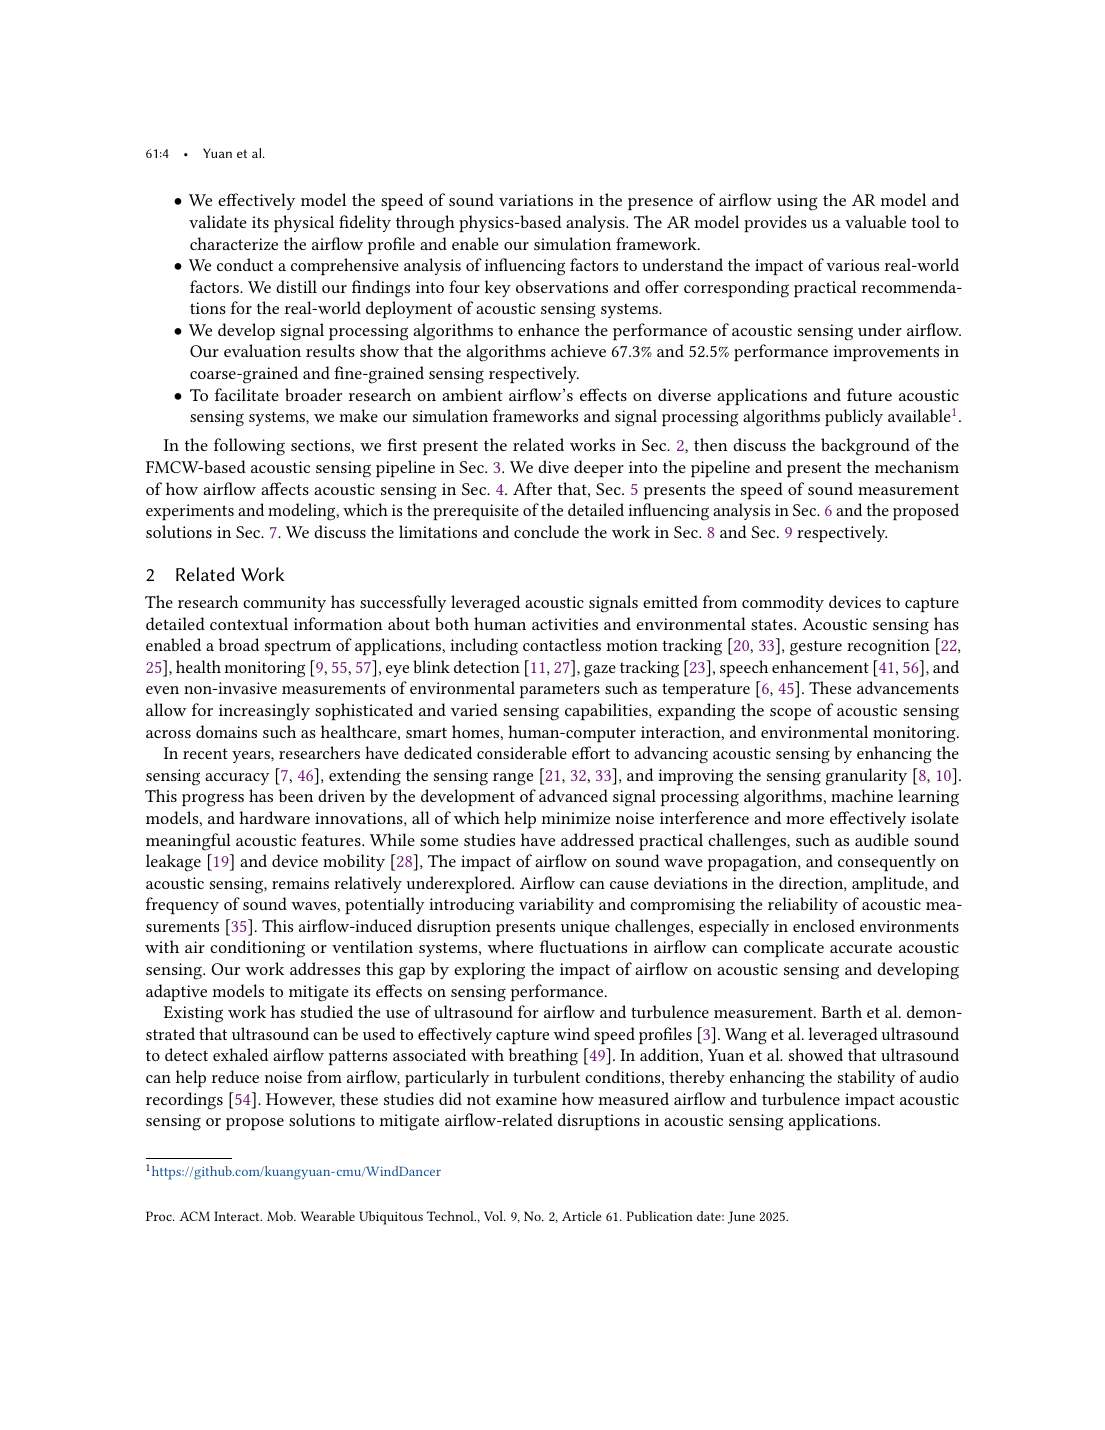 61:4 • Yuan et al.
• We effectively model the speed of sound variations in the presence of airflow using the AR model and
validate its physical fidelity through physics-based analysis. The AR model provides us a valuable tool to
characterize the airflow profile and enable our simulation framework.
• We conduct a comprehensive analysis of influencing factors to understand the impact of various real-world
factors. We distill our findings into four key observations and offer corresponding practical recommenda-
tions for the real-world deployment of acoustic sensing systems.
• We develop signal processing algorithms to enhance the performance of acoustic sensing under airflow.
Our evaluation results show that the algorithms achieve 67.3% and 52.5% performance improvements in
coarse-grained and fine-grained sensing respectively.
• To facilitate broader research on ambient airflow's effects on diverse applications and future acoustic
sensing systems, we make our simulation frameworks and signal processing algorithms publicly available¹.
In the following sections, we first present the related works in Sec. 2, then discuss the background of the
FMCW-based acoustic sensing pipeline in Sec. 3. We dive deeper into the pipeline and present the mechanism
of how airflow affects acoustic sensing in Sec. 4. After that, Sec. 5 presents the speed of sound measurement
experiments and modeling, which is the prerequisite of the detailed influencing analysis in Sec. 6 and the proposed
solutions in Sec. 7. We discuss the limitations and conclude the work in Sec. 8 and Sec. 9 respectively.
2 Related Work
The research community has successfully leveraged acoustic signals emitted from commodity devices to capture
detailed contextual information about both human activities and environmental states. Acoustic sensing has
enabled a broad spectrum of applications, including contactless motion tracking [20, 33], gesture recognition [22,
25], health monitoring [9, 55, 57], eye blink detection [11, 27], gaze tracking [23], speech enhancement [41, 56], and
even non-invasive measurements of environmental parameters such as temperature [6, 45]. These advancements
allow for increasingly sophisticated and varied sensing capabilities, expanding the scope of acoustic sensing
across domains such as healthcare, smart homes, human-computer interaction, and environmental monitoring.
In recent years, researchers have dedicated considerable effort to advancing acoustic sensing by enhancing the
sensing accuracy [7, 46], extending the sensing range [21, 32, 33], and improving the sensing granularity [8, 10].
This progress has been driven by the development of advanced signal processing algorithms, machine learning
models, and hardware innovations, all of which help minimize noise interference and more effectively isolate
meaningful acoustic features. While some studies have addressed practical challenges, such as audible sound
leakage [19] and device mobility [28], The impact of airflow on sound wave propagation, and consequently on
acoustic sensing, remains relatively underexplored. Airflow can cause deviations in the direction, amplitude, and
frequency of sound waves, potentially introducing variability and compromising the reliability of acoustic mea-
surements [35]. This airflow-induced disruption presents unique challenges, especially in enclosed environments
with air conditioning or ventilation systems, where fluctuations in airflow can complicate accurate acoustic
sensing. Our work addresses this gap by exploring the impact of airflow on acoustic sensing and developing
adaptive models to mitigate its effects on sensing performance.
Existing work has studied the use of ultrasound for airflow and turbulence measurement. Barth et al. demon-
strated that ultrasound can be used to effectively capture wind speed profiles [3]. Wang et al. leveraged ultrasound
to detect exhaled airflow patterns associated with breathing [49]. In addition, Yuan et al. showed that ultrasound
can help reduce noise from airflow, particularly in turbulent conditions, thereby enhancing the stability of audio
recordings [54]. However, these studies did not examine how measured airflow and turbulence impact acoustic
sensing or propose solutions to mitigate airflow-related disruptions in acoustic sensing applications.
¹https://github.com/kuangyuan-cmu/WindDancer
Proc. ACM Interact. Mob. Wearable Ubiquitous Technol., Vol. 9, No. 2, Article 61. Publication date: June 2025.